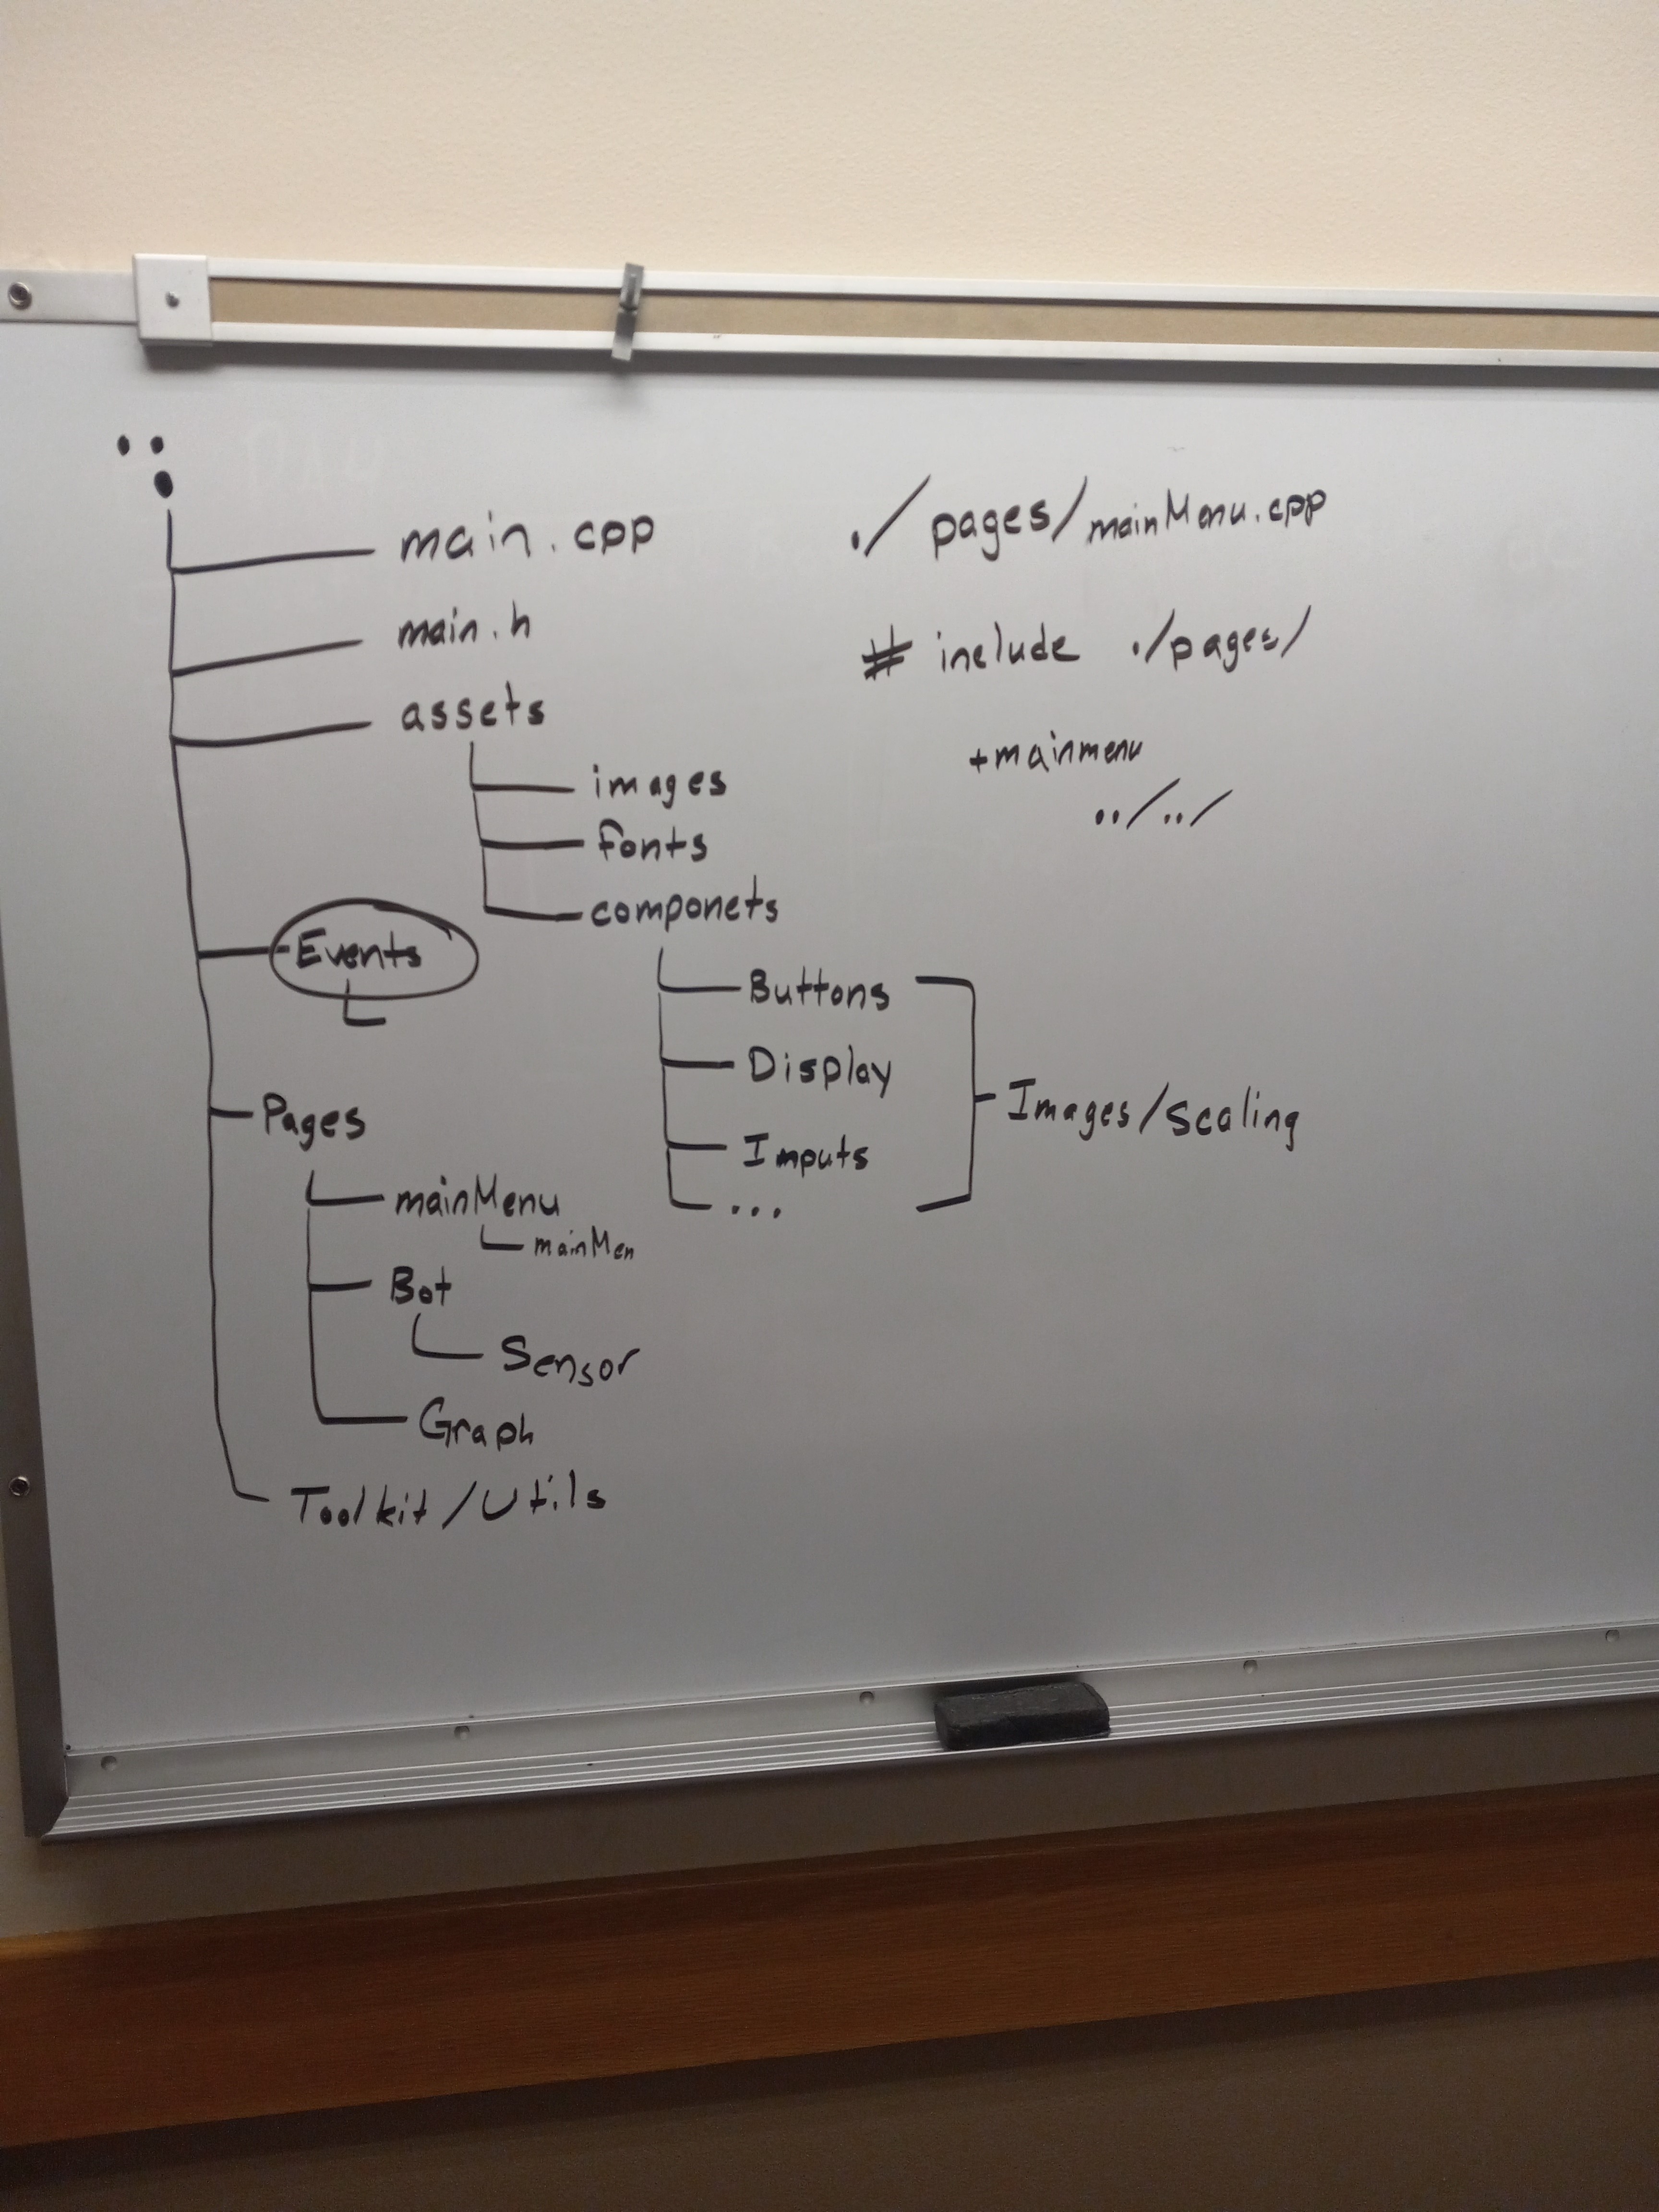 ..
.
main.cpp
main.h
assets
images
fonts
componets
Buttons
Display
Imputs
...
Images/scaling
Events
Pages
mainMenu
mainMen
Bot
Sensor
Graph
Toolkit/Utils
./pages/mainMenu.cpp
# include ./pages/
+mainmenu
../../